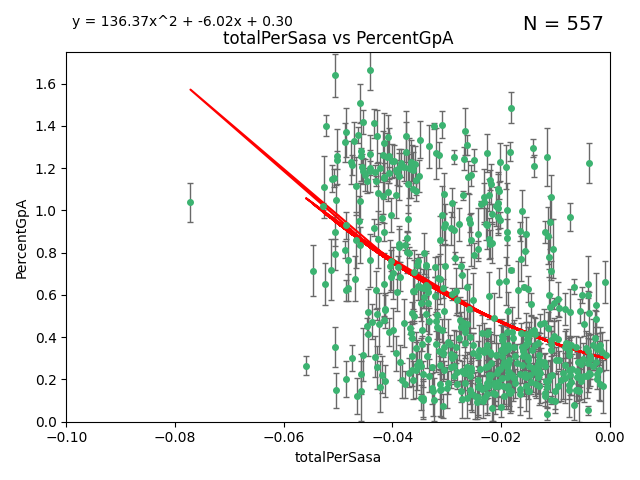 y = 136.37x^2 + -6.02x + 0.30
N = 557
totalPerSasa vs PercentGpA
PercentGpA
1.6
1.4
1.2
1.0
0.8
0.6
0.4
0.2
0.0
−0.10 −0.08 −0.06 −0.04 −0.02 0.00
totalPerSasa